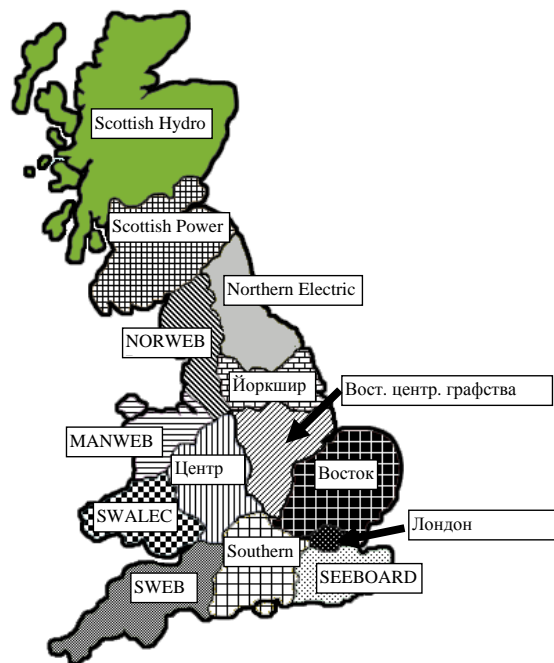 Scottish Hydro
Scottish Power
Northern Electric
NORWEB
Йоркшир
Вост. центр. графства
MANWEB
Центр
Восток
SWALEC
Лондон
Southern
SWEB
SEEBOARD